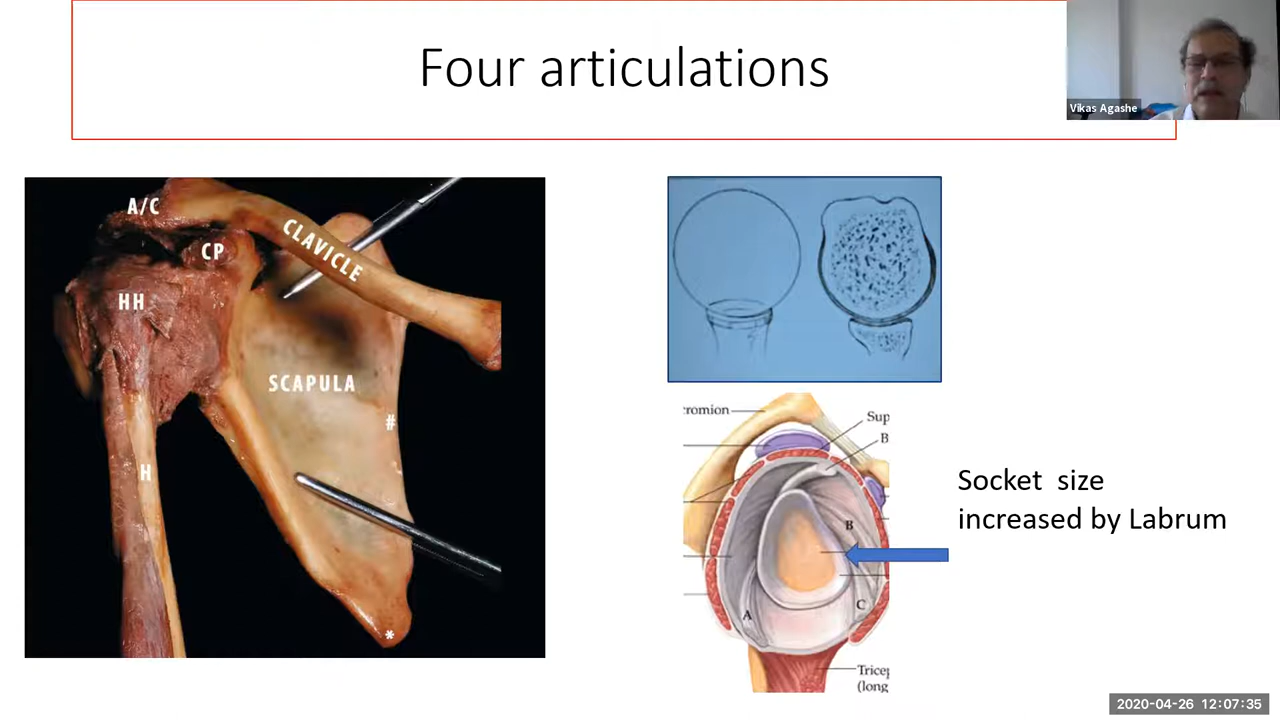 Four articulations
Vikas Agashe
A/C
CP
CLAVICLE
HH
SCAPULA
#
H
*
romion
Sup
B
B
A
C
Tricep
(long
Socket size
increased by Labrum
2020-04-26 12:07:35